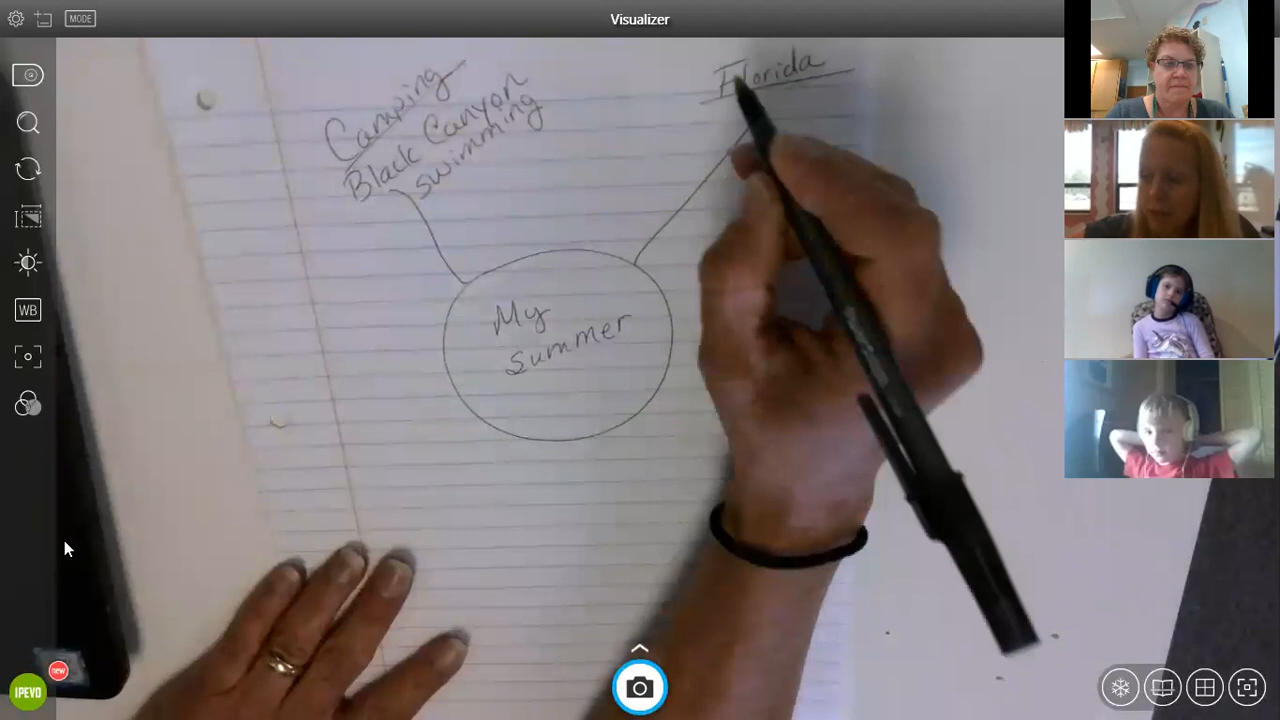 Visualizer
MODE
WB
Camping
Black Canyon
swimming
Florida
My
Summer
new
IPEVO